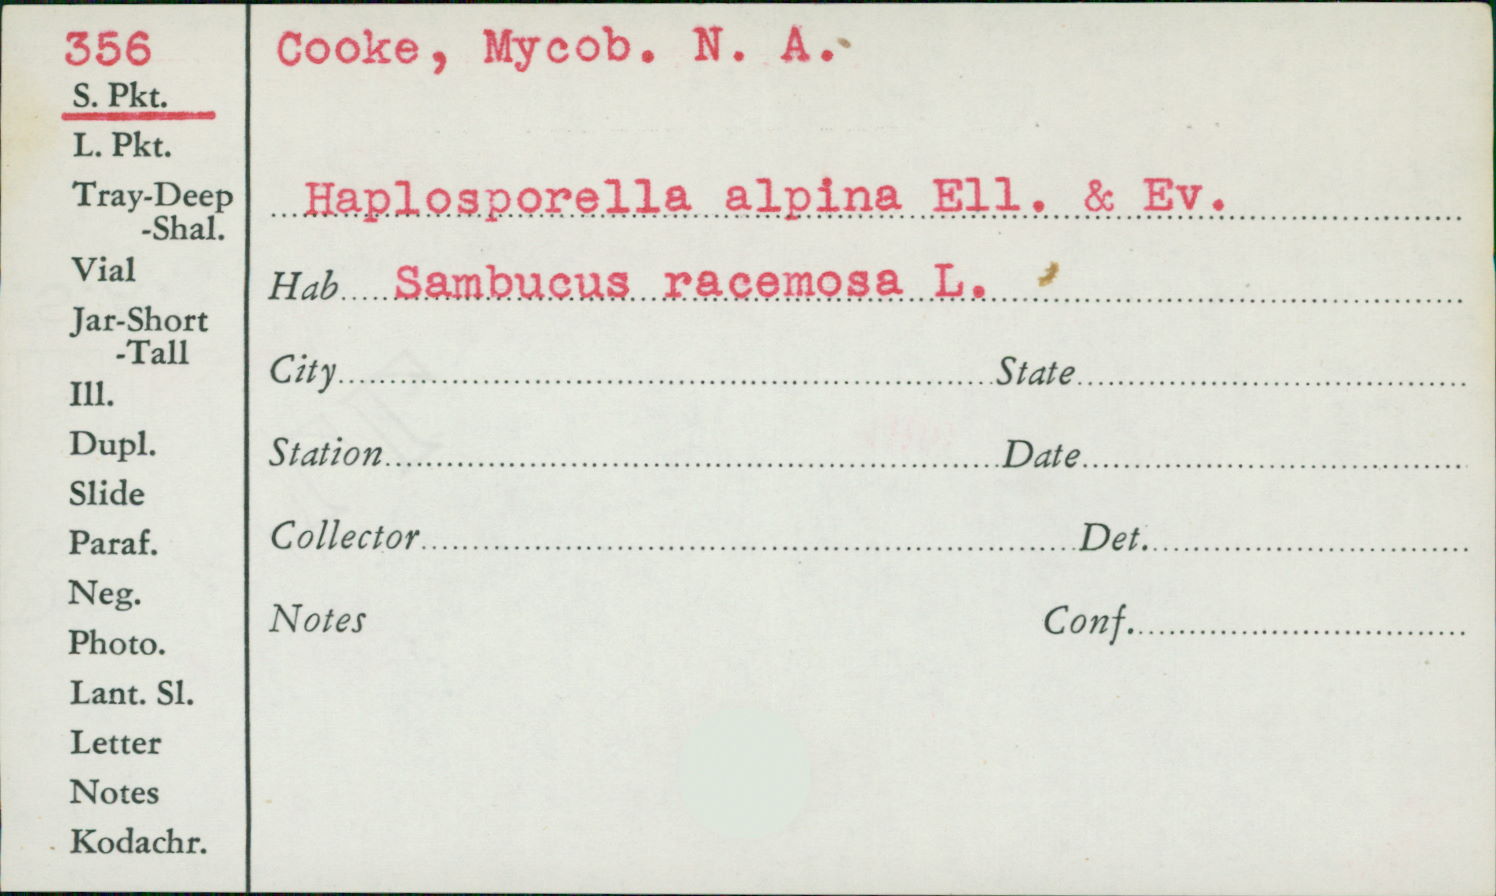 356
S. Pkt.
L. Pkt.
Tray-Deep
-Shal.
Vial
Jar-Short
-Tall
Ill.
Dupl.
Slide
Paraf.
Neg.
Photo.
Lant. Sl.
Letter
Notes
Kodachr.
Cooke, Mycob. N. A.
Haplosporella alpina Ell. & Ev.
Hab. Sambucus racemosa L.
City State
Station Date
Collector Det.
Notes Conf.